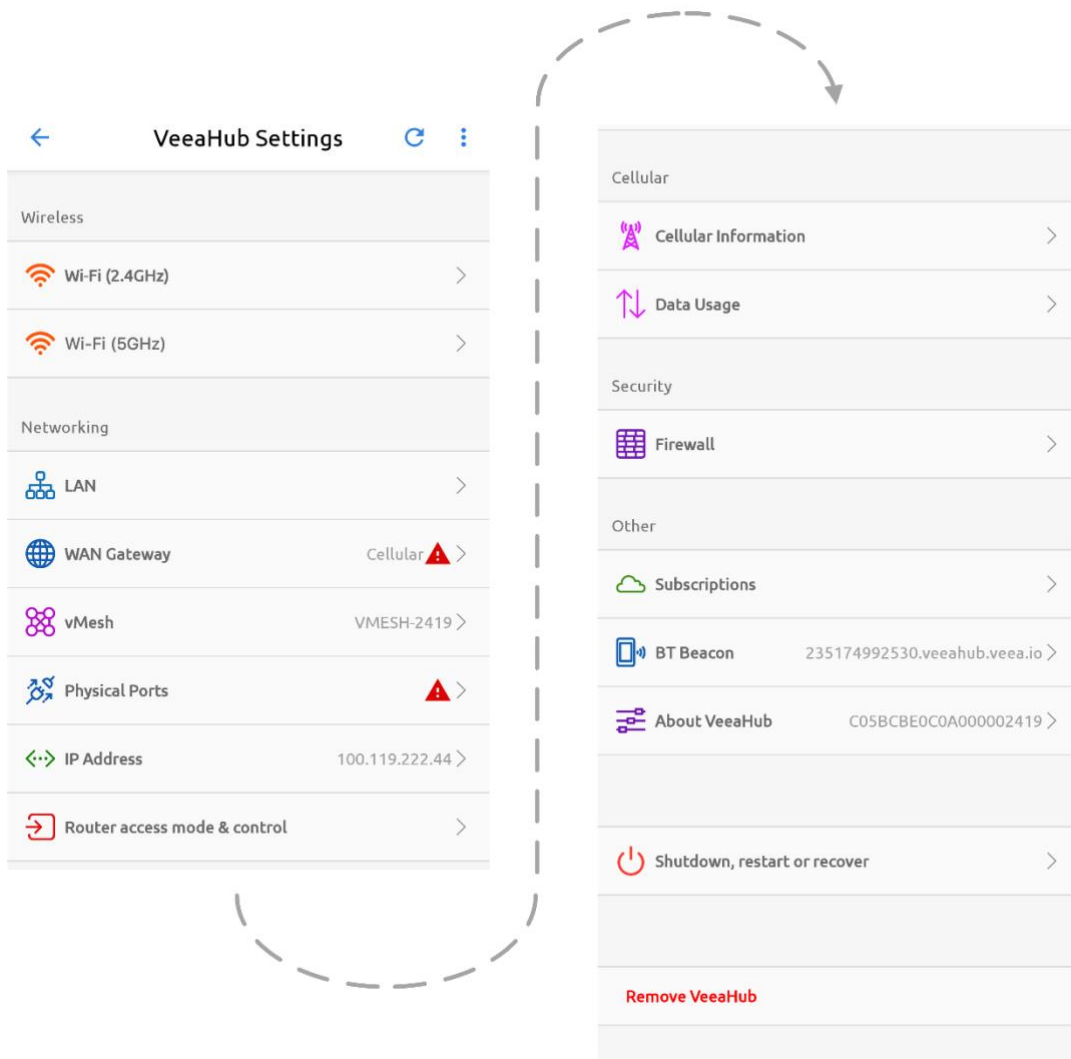 VeeaHub Settings
Wireless
Wi-Fi (2.4GHz)
Wi-Fi (5GHz)
Networking
LAN
WAN Gateway Cellular
vMesh VMESH-2419
Physical Ports
IP Address 100.119.222.44
Router access mode & control
Cellular
Cellular Information
Data Usage
Security
Firewall
Other
Subscriptions
BT Beacon 235174992530.veeahub.veea.io
About VeeaHub C05BCBE0C0A000002419
Shutdown, restart or recover
Remove VeeaHub